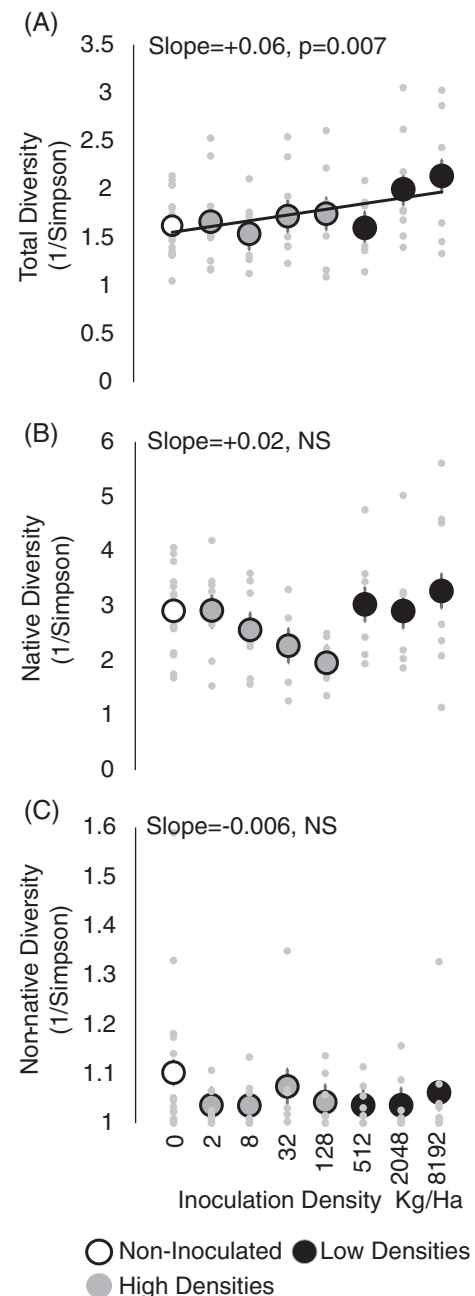 (A)
Slope=+0.06, p=0.007
Total Diversity
(1/Simpson)
3.5
3
2.5
2
1.5
1
0.5
0
(B)
Slope=+0.02, NS
Native Diversity
(1/Simpson)
6
5
4
3
2
1
0
(C)
Slope=-0.006, NS
Non-native Diversity
(1/Simpson)
1.6
1.5
1.4
1.3
1.2
1.1
1
0
2
8
32
128
512
2048
8192
Inoculation Density Kg/Ha
Non-Inoculated
Low Densities
High Densities